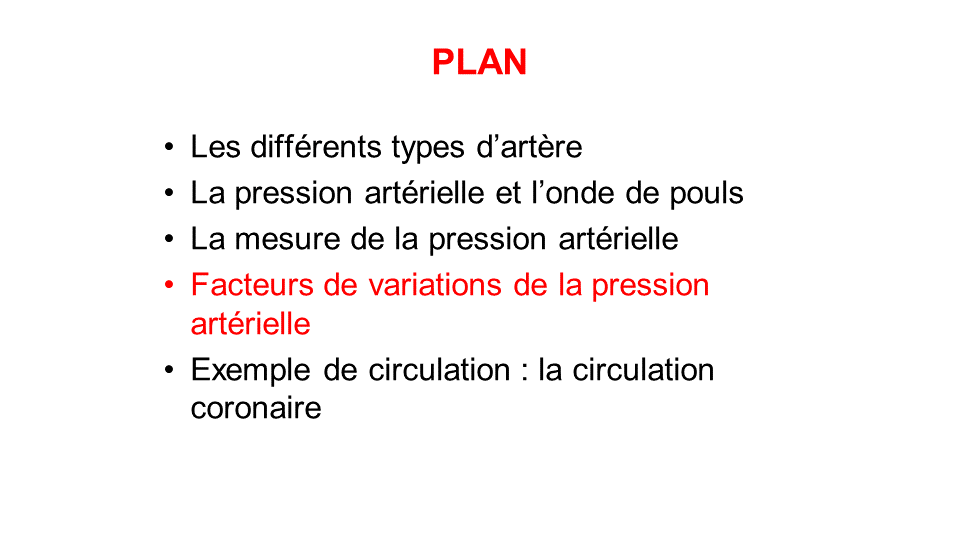 PLAN
• Les différents types d’artère
• La pression artérielle et l’onde de pouls
• La mesure de la pression artérielle
• Facteurs de variations de la pression
artérielle
• Exemple de circulation : la circulation
coronaire